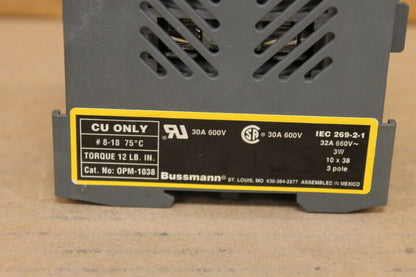 CU ONLY
# 8-18 75°C
TORQUE 12 LB. IN.
Cat. No: OPM-1038
30A 600V
SA = 30A 600V
IEC 269-2-1
32A 660V~
3W
10 x 38
3 pole
Bussmann ST. LOUIS, MO 636-394-2877 ASSEMBLED IN MEXICO